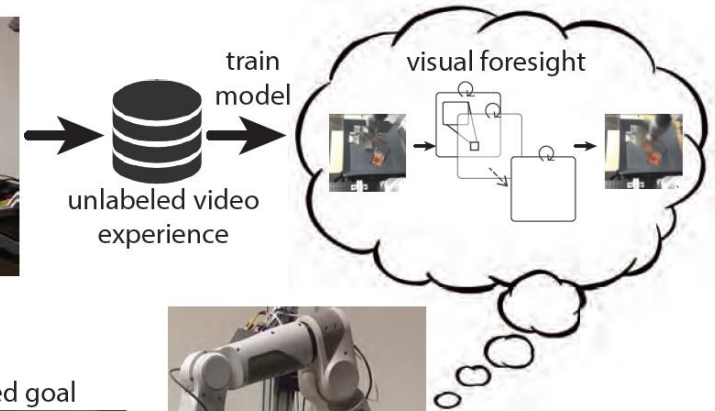 train
model
visual foresight
unlabeled video
experience
ed goal